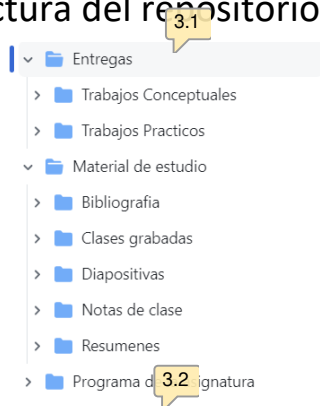 ctura del repositorio
3.1
Entregas
Trabajos Conceptuales
Trabajos Practicos
Material de estudio
Bibliografia
Clases grabadas
Diapositivas
Notas de clase
Resumenes
Programa d 3.2 ignatura